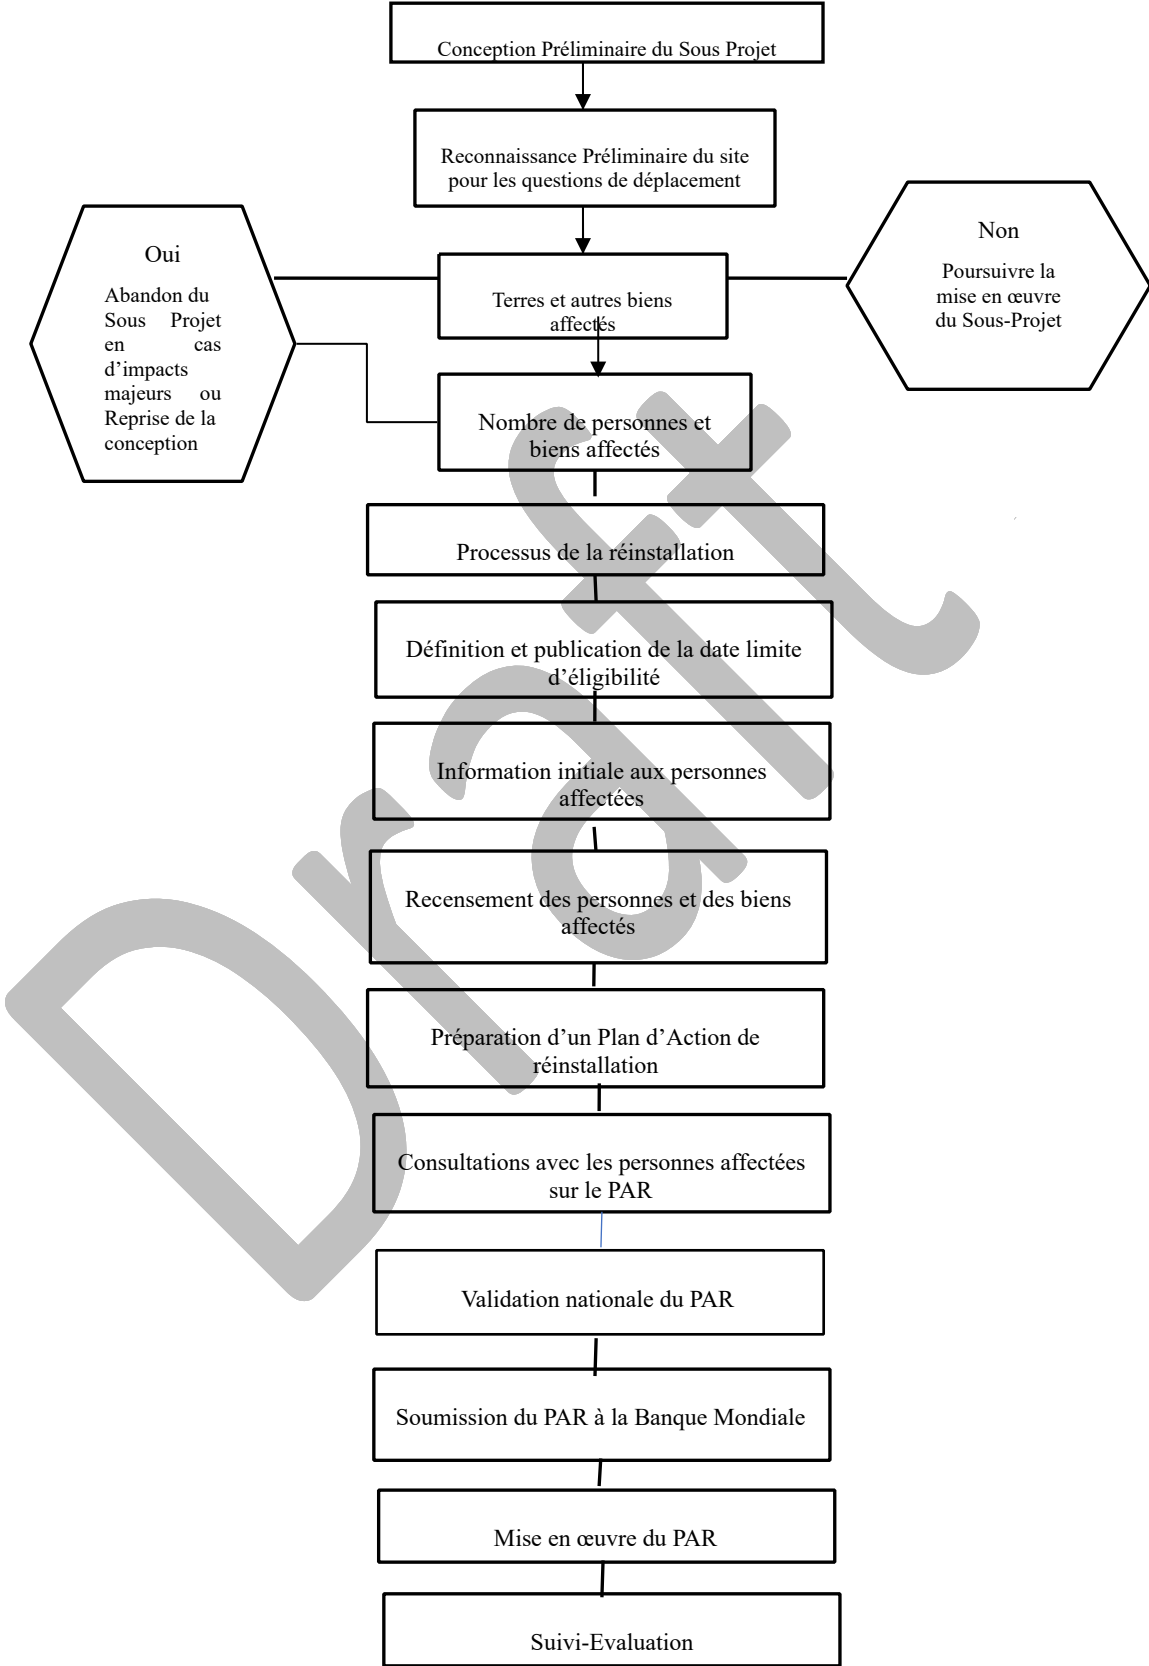 Conception Préliminaire du Sous Projet
Reconnaissance Préliminaire du site
pour les questions de déplacement
Oui
Abandon du
Sous Projet
en cas
d’impacts
majeurs ou
Reprise de la
conception
Terres et autres biens
affectés
Non
Poursuivre la
mise en œuvre
du Sous-Projet
Nombre de personnes et
biens affectés
Processus de la réinstallation
Définition et publication de la date limite
d’éligibilité
Information initiale aux personnes
affectées
Recensement des personnes et des biens
affectés
Préparation d’un Plan d’Action de
réinstallation
Consultations avec les personnes affectées
sur le PAR
Validation nationale du PAR
Soumission du PAR à la Banque Mondiale
Mise en œuvre du PAR
Suivi-Evaluation
Draft